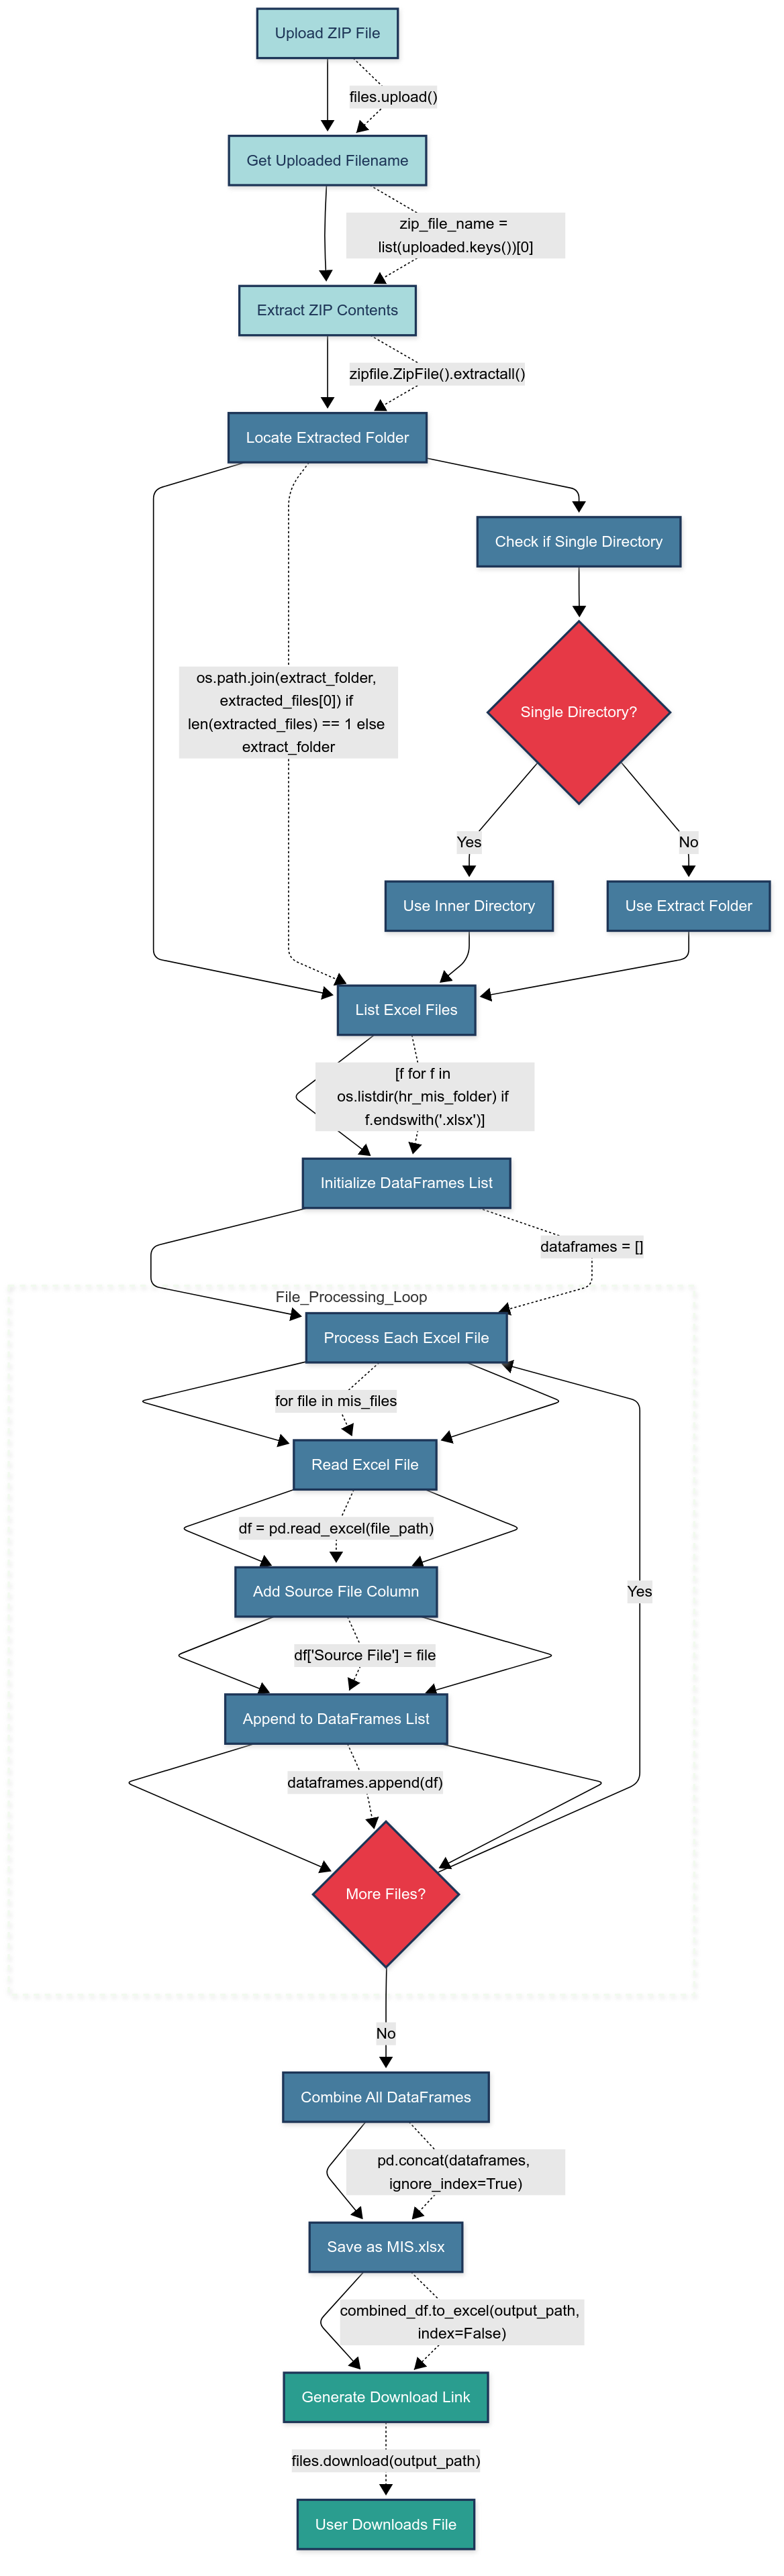 Upload ZIP File
files.upload()
Get Uploaded Filename
zip_file_name =
list(uploaded.keys())[0]
Extract ZIP Contents
zipfile.ZipFile().extractall()
Locate Extracted Folder
Check if Single Directory
os.path.join(extract_folder,
extracted_files[0]) if
len(extracted_files) == 1 else
extract_folder
Single Directory?
Yes
No
Use Inner Directory
Use Extract Folder
List Excel Files
[f for f in
os.listdir(hr_mis_folder) if
f.endswith('.xlsx')]
Initialize DataFrames List
dataframes = []
File_Processing_Loop
Process Each Excel File
for file in mis_files
Read Excel File
df = pd.read_excel(file_path)
Add Source File Column
Yes
df['Source File'] = file
Append to DataFrames List
dataframes.append(df)
More Files?
No
Combine All DataFrames
pd.concat(dataframes,
ignore_index=True)
Save as MIS.xlsx
combined_df.to_excel(output_path,
index=False)
Generate Download Link
files.download(output_path)
User Downloads File